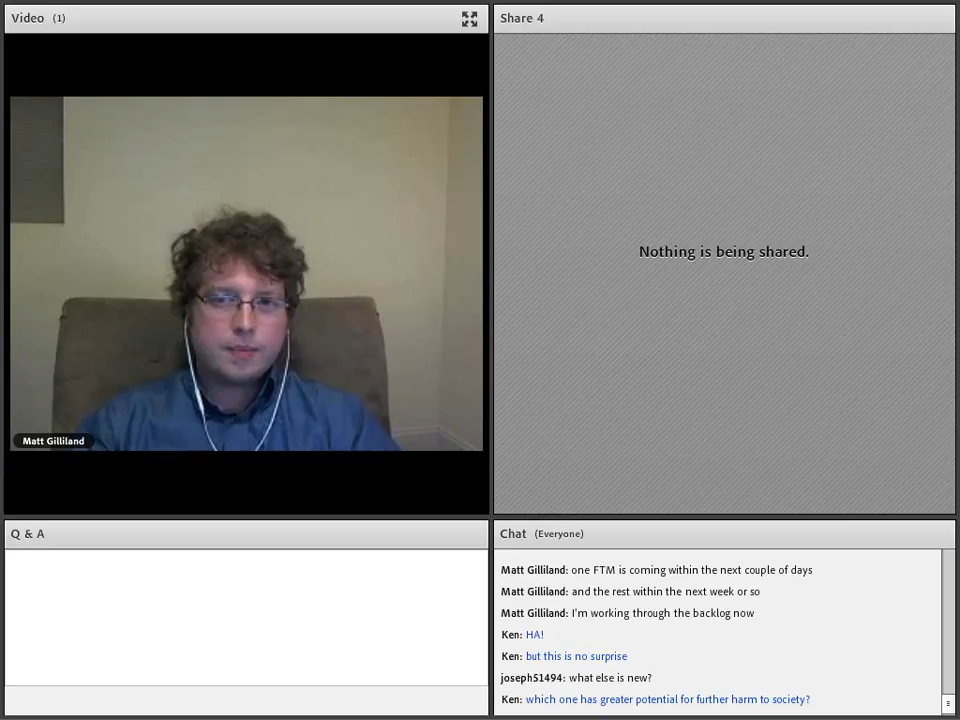 Video (1)
Share 4
Nothing is being shared.
Matt Gilliland
Q & A
Chat (Everyone)
Matt Gilliland: one FTM is coming within the next couple of days
Matt Gilliland: and the rest within the next week or so
Matt Gilliland: I'm working through the backlog now
Ken: HA!
Ken: but this is no surprise
joseph51494: what else is new?
Ken: which one has greater potential for further harm to society?